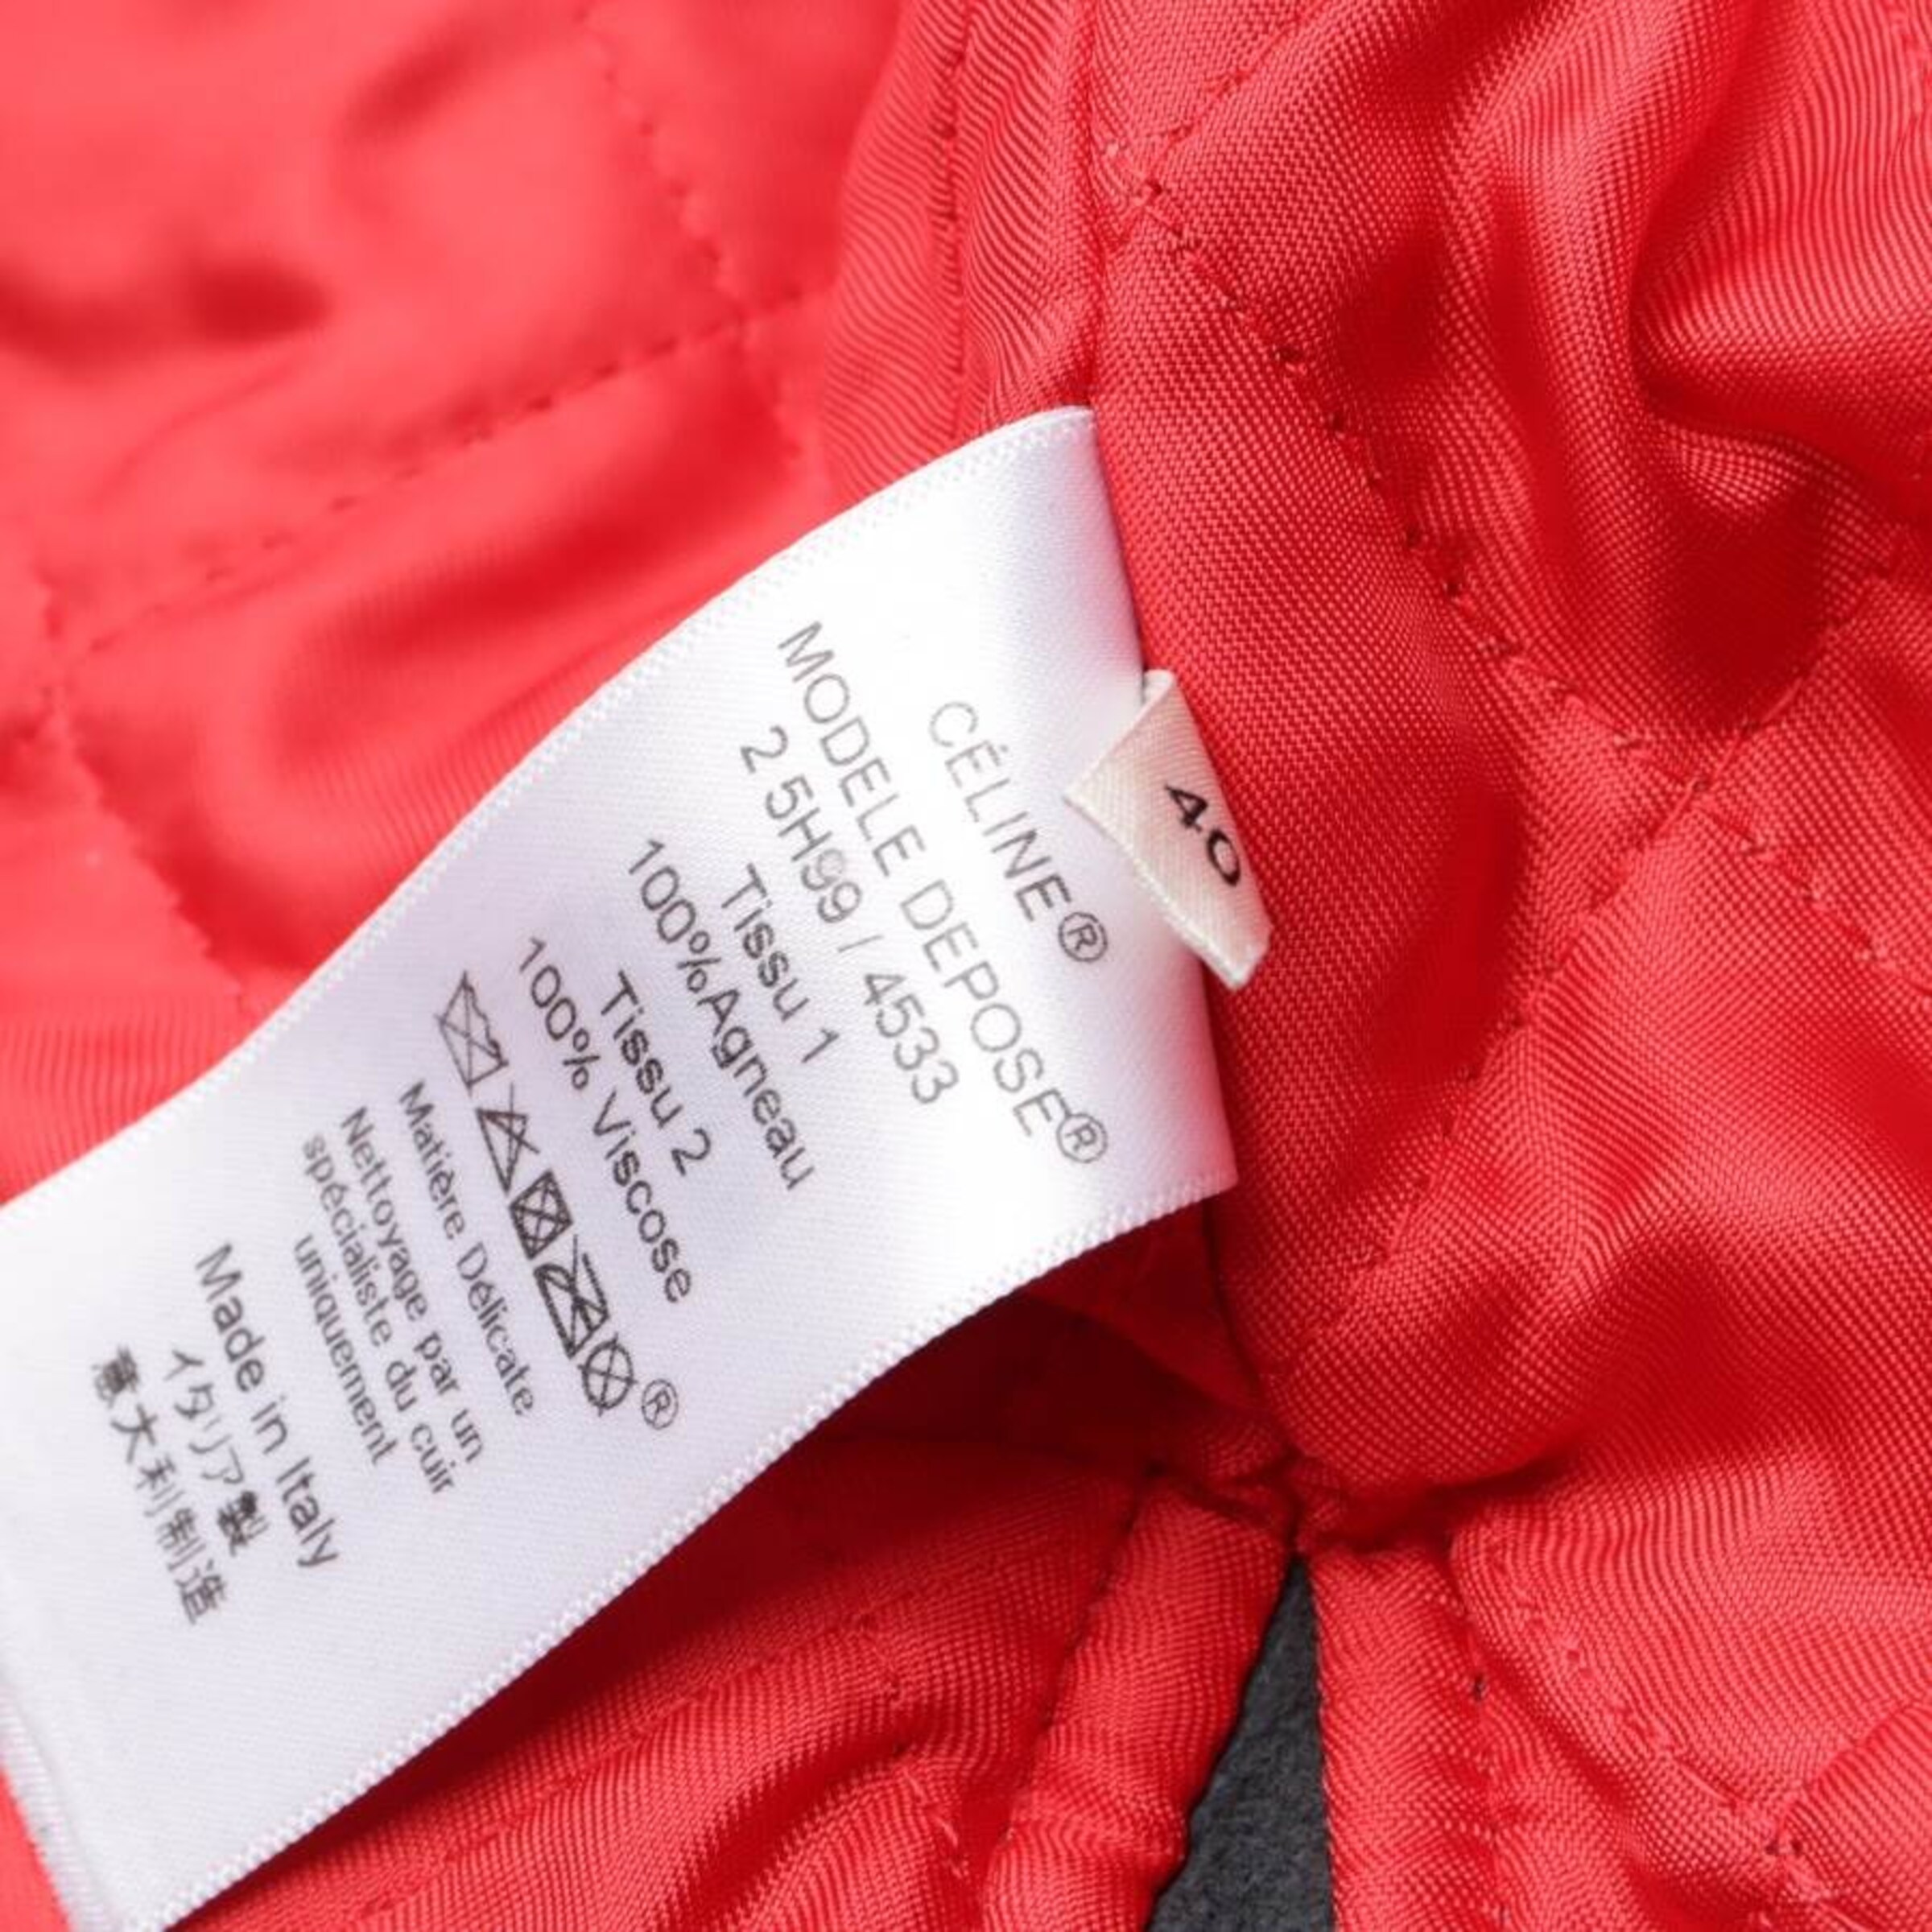 40
CÉLINE®
MODELE DEPOSE®
2 5H99 / 4533
Tissu 1
100%Agneau
Tissu 2
100% Viscose
®
Matière Délicate
Nettoyage par un
spécialiste du cuir
uniquement
Made in Italy
イタリア製
意大利制造